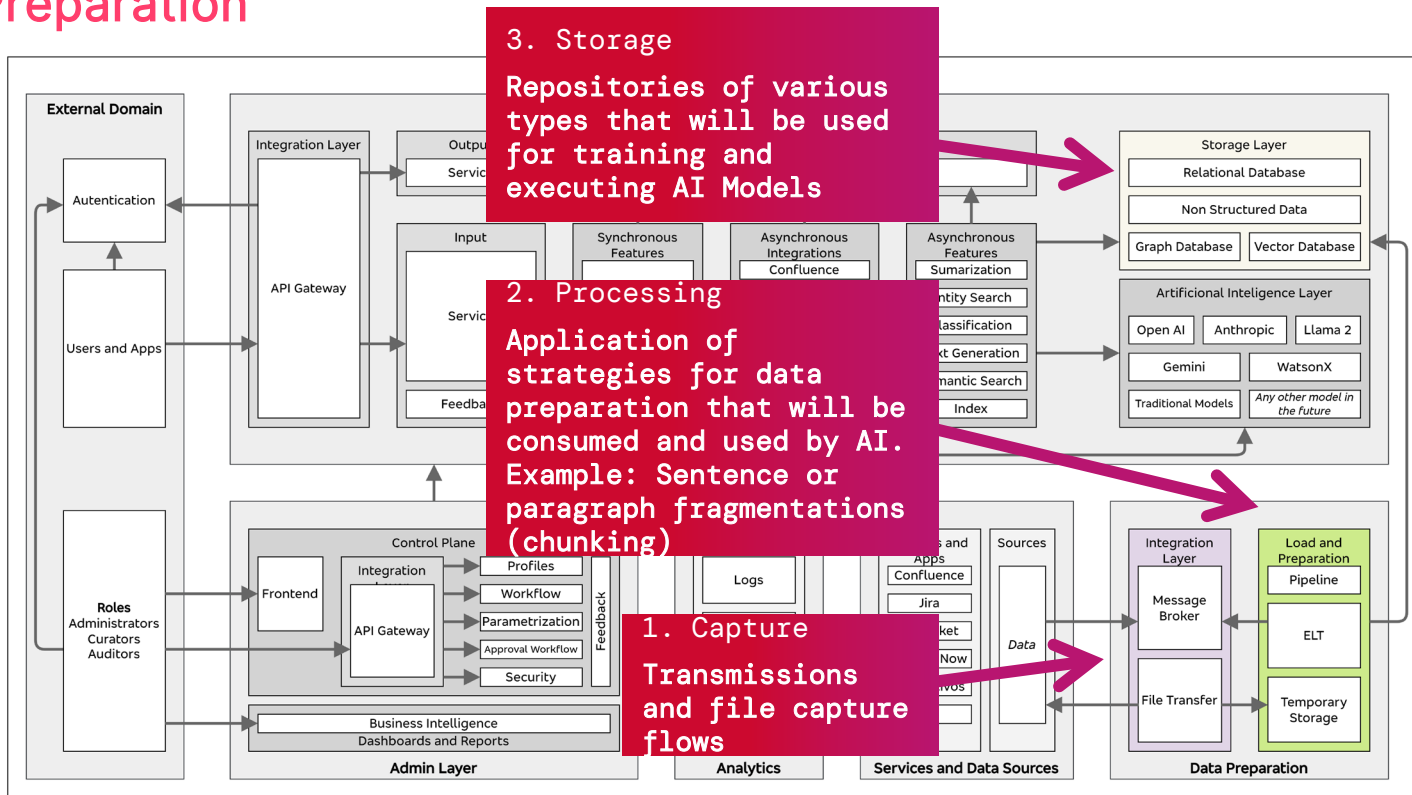 Preparation
3. Storage
Repositories of various
types that will be used
for training and
executing AI Models
External Domain
Autentication
Users and Apps
Roles
Administrators
Curators
Auditors
Integration Layer
API Gateway
Input
Synchronous
Features
Asynchronous
Integrations
Confluence
Asynchronous
Features
Sumarization
Index
Storage Layer
Relational Database
Non Structured Data
Graph Database
Vector Database
Artificional Inteligence Layer
Open AI
Anthropic
Llama 2
Gemini
WatsonX
Traditional Models
Any other model in
the future
2. Processing
Application of
strategies for data
preparation that will be
consumed and used by AI.
Example: Sentence or
paragraph fragmentations
(chunking)
Control Plane
Frontend
Integration
API Gateway
Profiles
Workflow
Parametrization
Approval Workflow
Security
Feedback
Business Intelligence
Dashboards and Reports
Admin Layer
Logs
Analytics
1. Capture
Transmissions
and file capture
flows
and
Apps
Confluence
Jira
Now
Sources
Data
Services and Data Sources
Integration
Layer
Message
Broker
File Transfer
Load and
Preparation
Pipeline
ELT
Temporary
Storage
Data Preparation